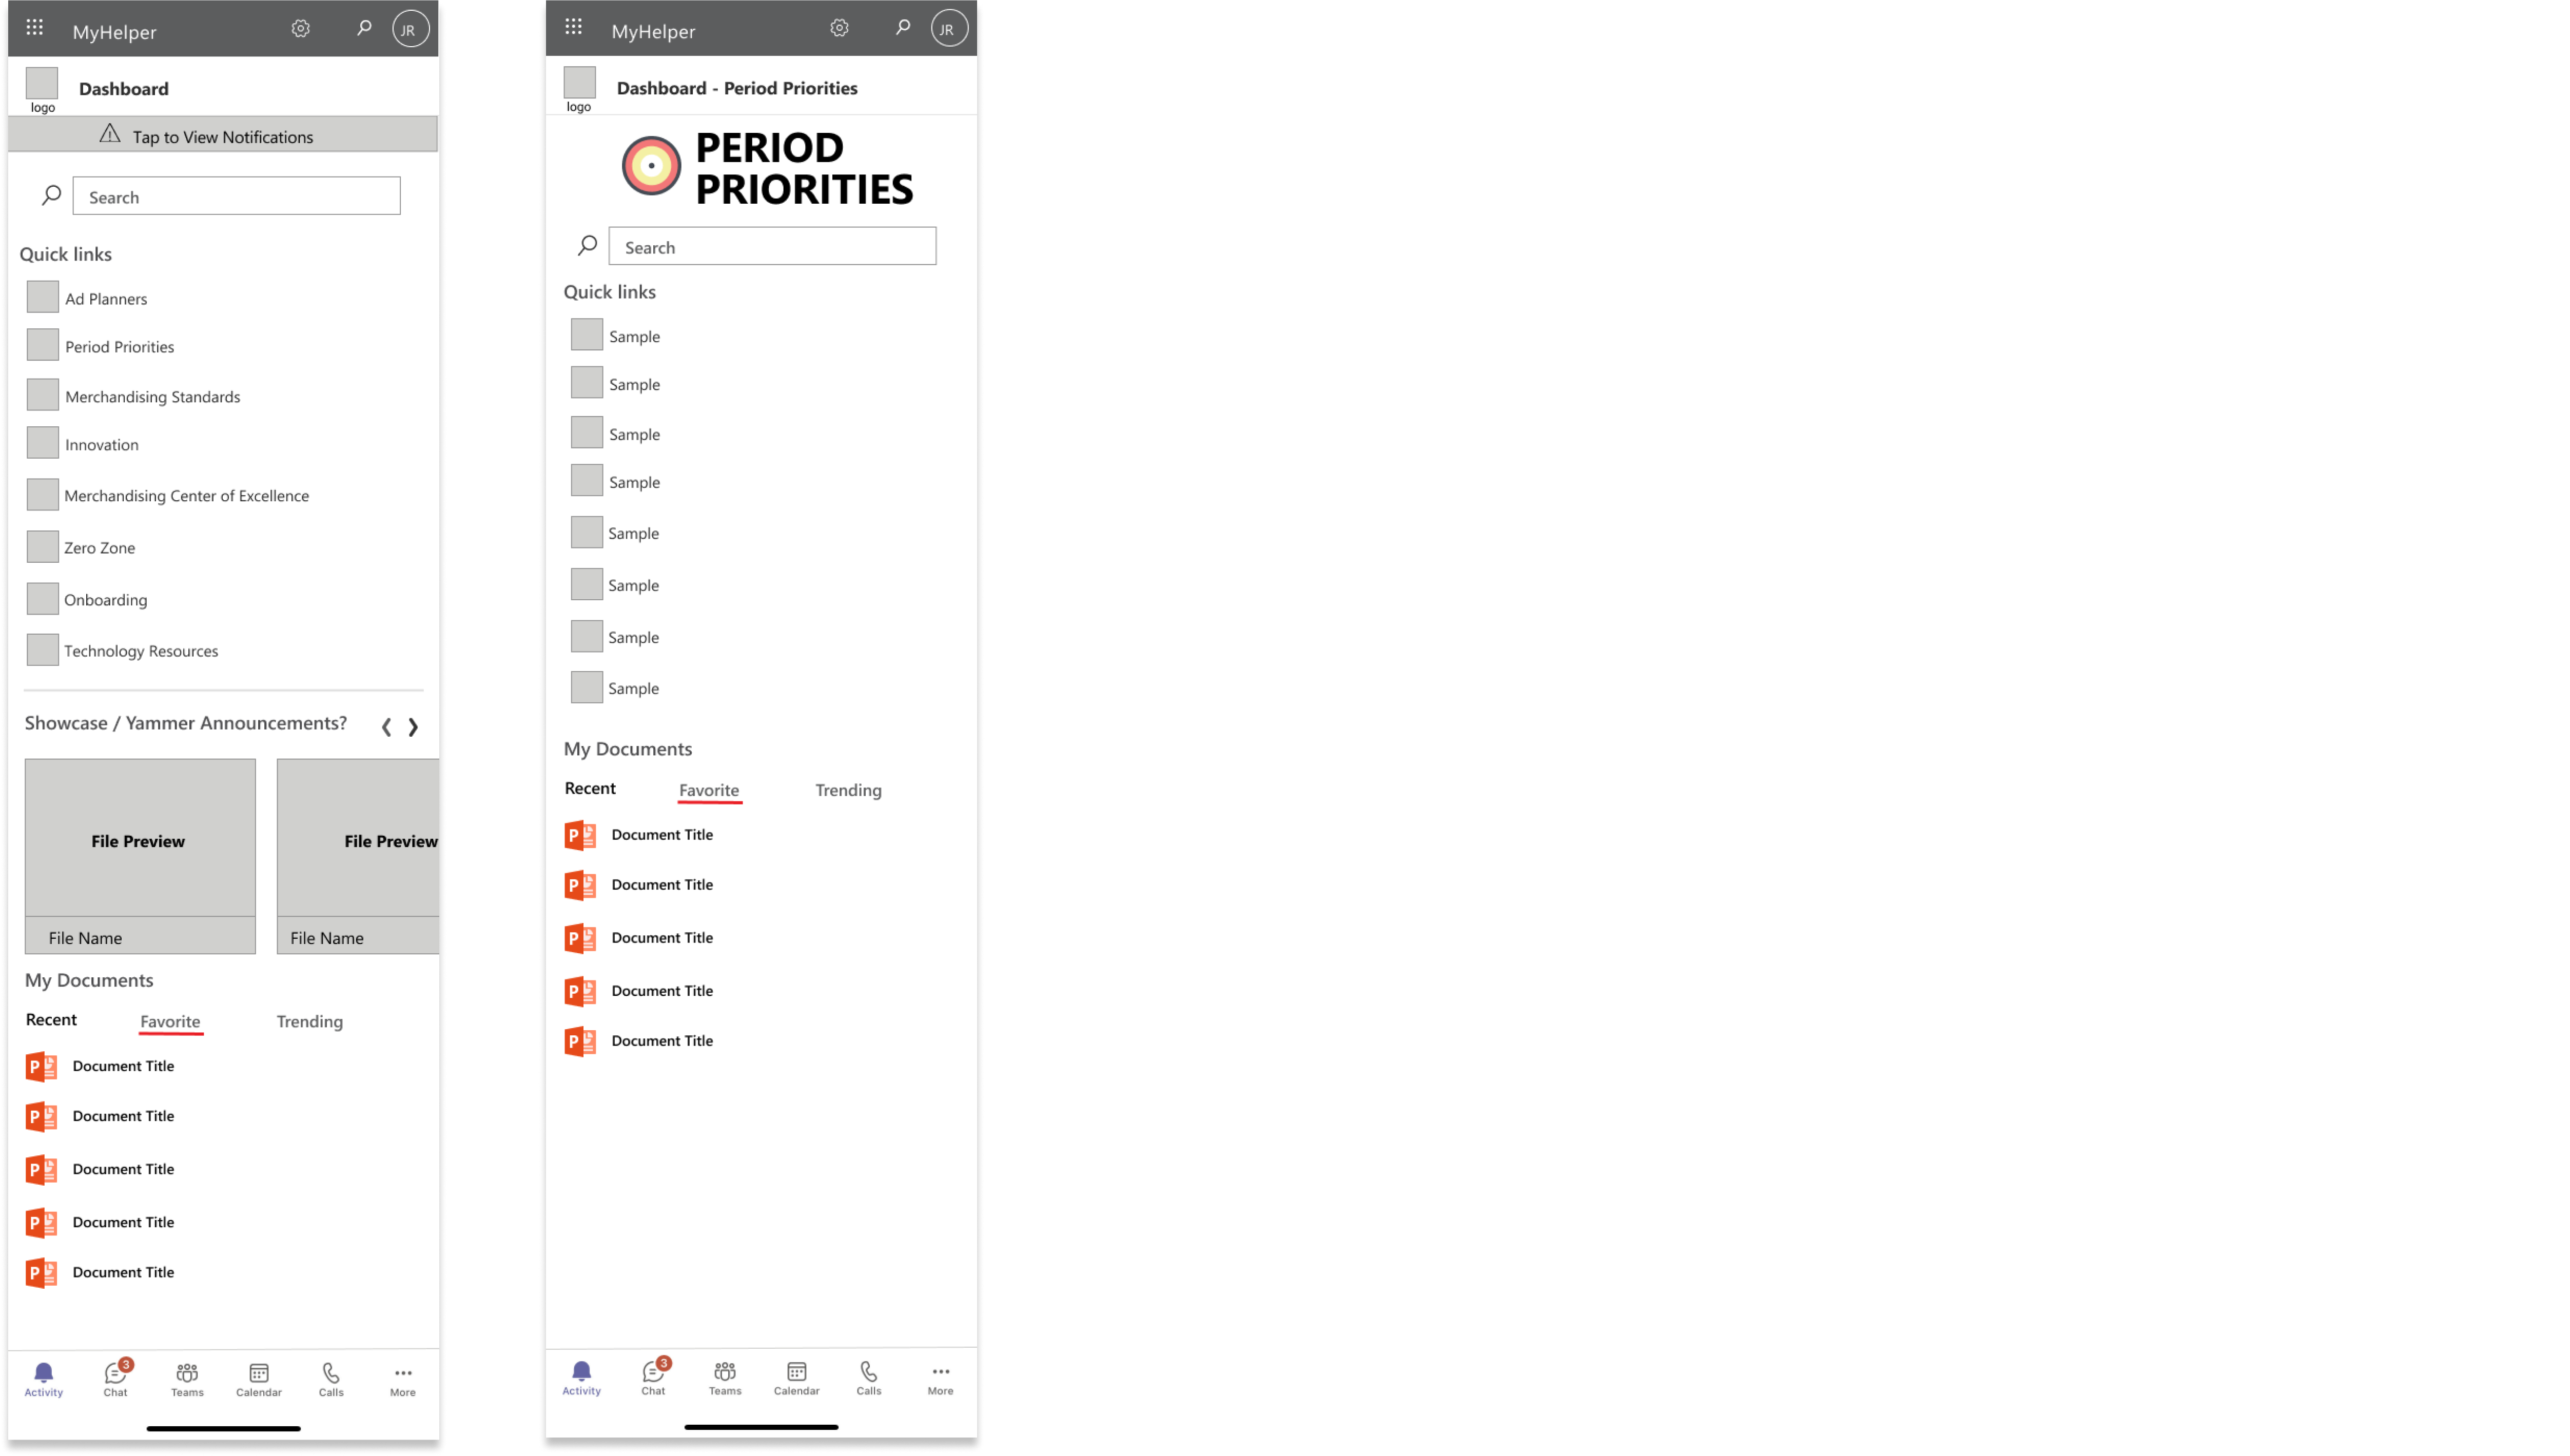 MyHelper
JR
logo
Dashboard
Tap to View Notifications
Search
Quick links
Ad Planners
Period Priorities
Merchandising Standards
Innovation
Merchandising Center of Excellence
Zero Zone
Onboarding
Technology Resources
Showcase / Yammer Announcements?
File Preview
File Preview
File Name
File Name
My Documents
Recent Favorite Trending
P Document Title
P Document Title
P Document Title
P Document Title
P Document Title
3
Activity Chat Teams Calendar Calls More
MyHelper
JR
logo
Dashboard - Period Priorities
PERIOD
PRIORITIES
Search
Quick links
Sample
Sample
Sample
Sample
Sample
Sample
Sample
Sample
My Documents
Recent Favorite Trending
P Document Title
P Document Title
P Document Title
P Document Title
P Document Title
3
Activity Chat Teams Calendar Calls More